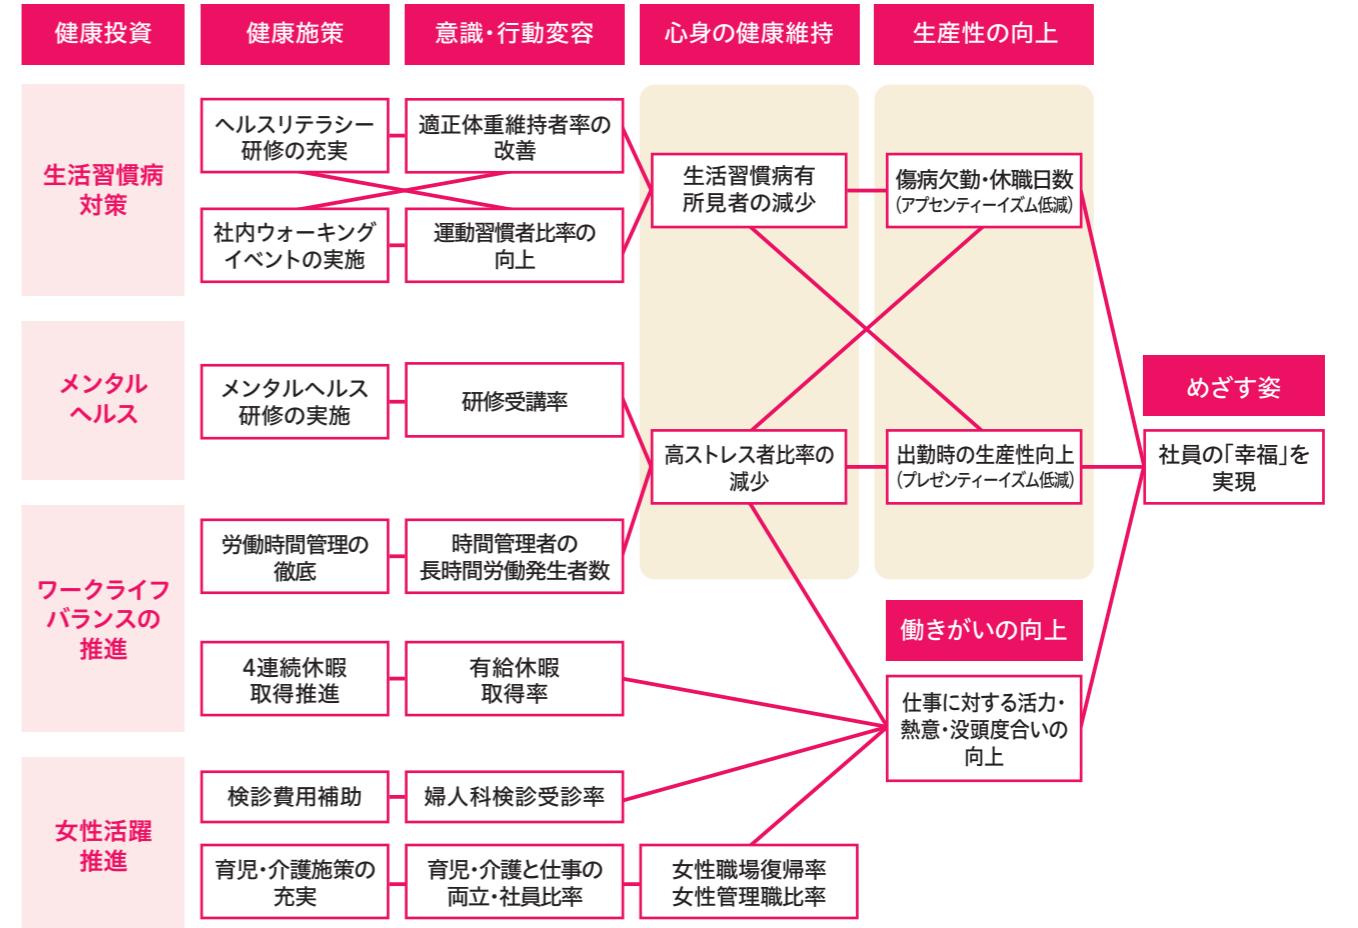 健康投資
健康施策
意識・行動変容
心身の健康維持
生産性の向上
生活習慣病
対策
ヘルスリテラシー
研修の充実
適正体重維持者率の
改善
社内ウォーキング
イベントの実施
運動習慣者比率の
向上
生活習慣病有
所見者の減少
傷病欠勤・休職日数
(アプセンティーイズム低減)
メンタル
ヘルス
メンタルヘルス
研修の実施
研修受講率
高ストレス者比率の
減少
出勤時の生産性向上
(プレゼンティーイズム低減)
めざす姿
社員の「幸福」を
実現
ワークライフ
バランスの
推進
労働時間管理の
徹底
時間管理者の
長時間労働発生者数
4連続休暇
取得推進
有給休暇
取得率
働きがいの向上
仕事に対する活力・
熱意・没頭度合いの
向上
女性活躍
推進
検診費用補助
婦人科検診受診率
育児・介護施策の
充実
育児・介護と仕事の
両立・社員比率
女性職場復帰率
女性管理職比率